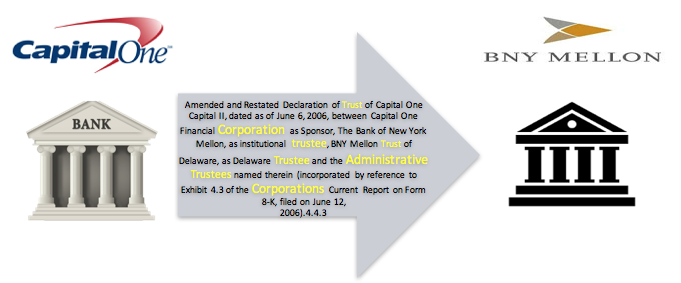 CapitalOne™
BNY MELLON
BANK
Amended and Restated Declaration of Trust of Capital One
Capital II, dated as of June 6, 2006, between Capital One
Financial Corporation as Sponsor, The Bank of New York
Mellon, as institutional trustee, BNY Mellon Trust of
Delaware, as Delaware Trustee and the Administrative
Trustees named therein (incorporated by reference to
Exhibit 4.3 of the Corporations Current Report on Form
8-K, filed on June 12,
2006).4.4.3